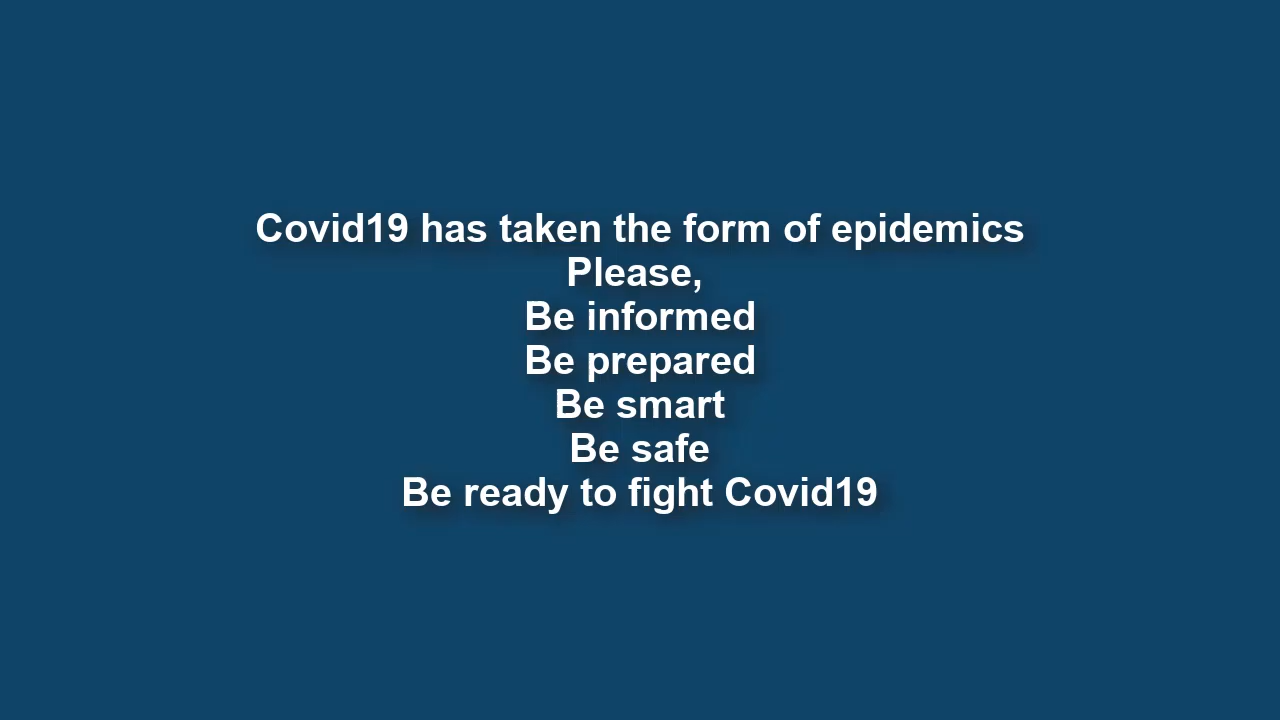 Covid19 has taken the form of epidemics
Please,
Be informed
Be prepared
Be smart
Be safe
Be ready to fight Covid19